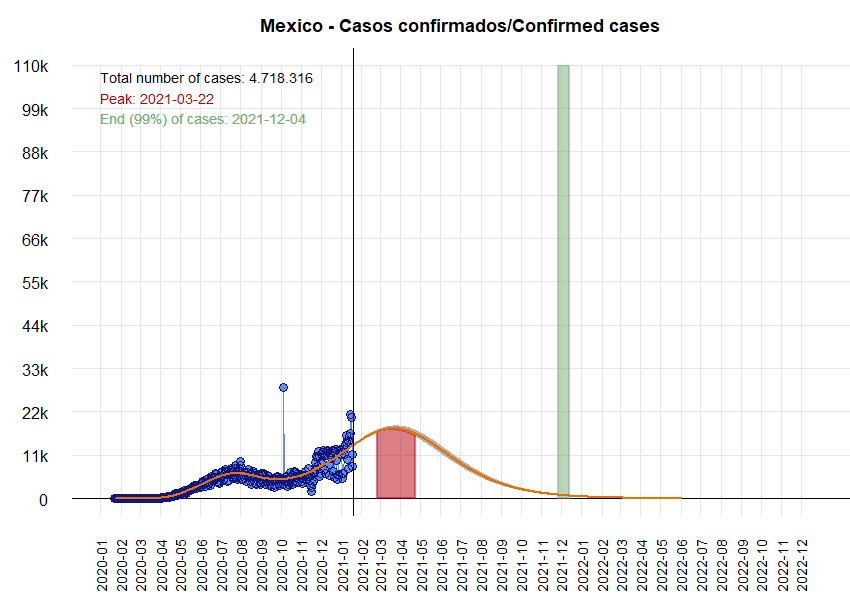 Mexico - Casos confirmados/Confirmed cases
110k
99k
88k
77k
66k
55k
44k
33k
22k
11k
0
Total number of cases: 4.718.316
Peak: 2021-03-22
End (99%) of cases: 2021-12-04
2020-01
2020-02
2020-03
2020-04
2020-05
2020-06
2020-07
2020-08
2020-09
2020-10
2020-11
2020-12
2021-01
2021-02
2021-03
2021-04
2021-05
2021-06
2021-07
2021-08
2021-09
2021-10
2021-11
2021-12
2022-01
2022-02
2022-03
2022-04
2022-05
2022-06
2022-07
2022-08
2022-09
2022-10
2022-11
2022-12